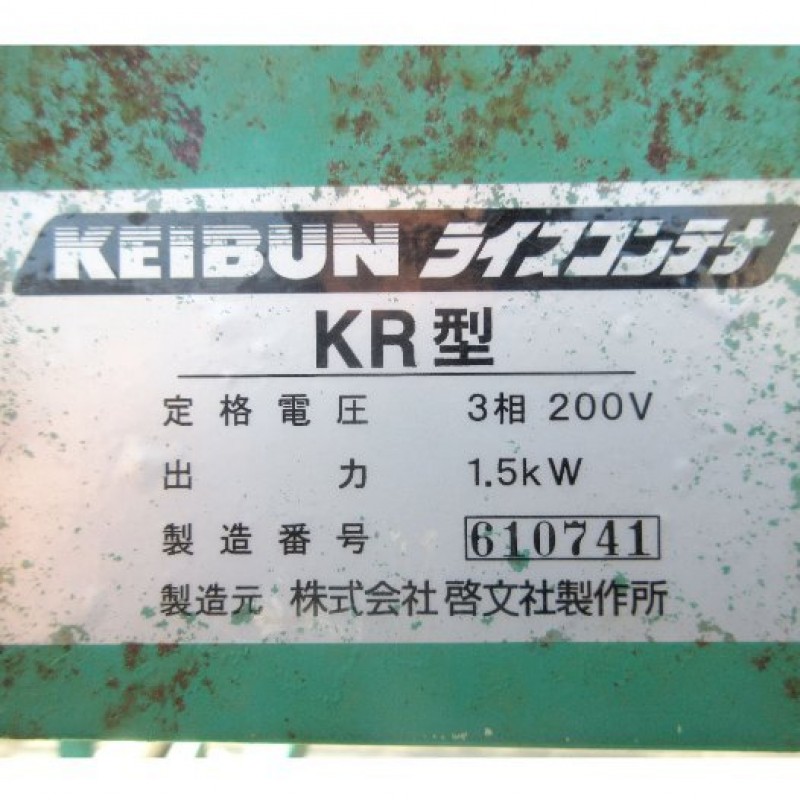 KEIBUN ライスコンテナ
KR型
定格電圧 3相 200V
出力 1.5kW
製造番号 610741
製造元 株式会社 啓文社製作所